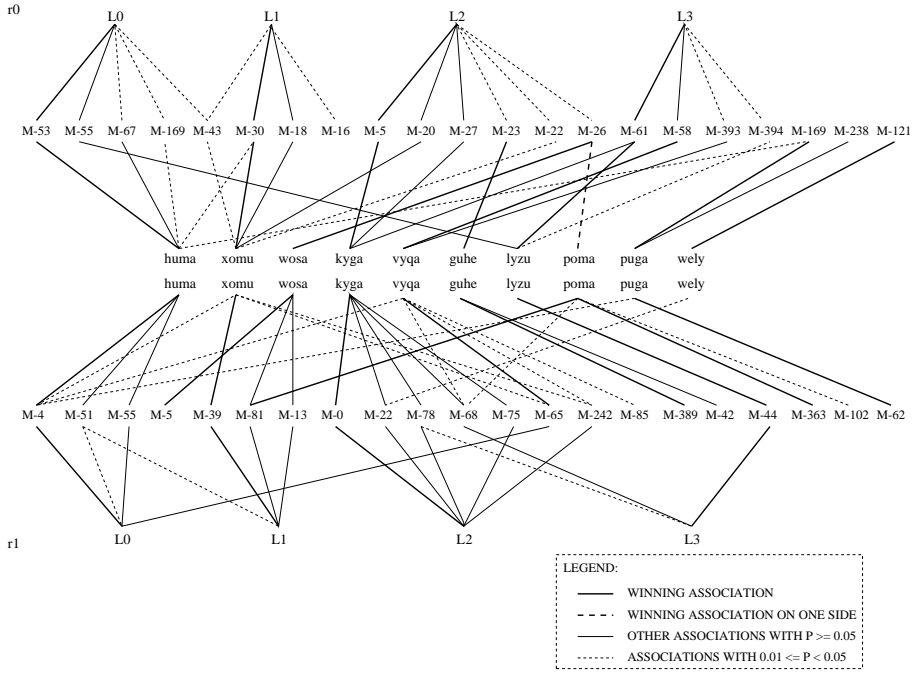 r0
L0 L1 L2 L3
M-53 M-55 M-67 M-169 M-43 M-30 M-18 M-16 M-5 M-20 M-27 M-23 M-22 M-26 M-61 M-58 M-393 M-394 M-169 M-238 M-121
huma xomu wosa kyga vyqa guhe lyzu poma puga wely
huma xomu wosa kyga vyqa guhe lyzu poma puga wely
M-4 M-51 M-55 M-5 M-39 M-81 M-13 M-0 M-22 M-78 M-68 M-75 M-65 M-242 M-85 M-389 M-42 M-44 M-363 M-102 M-62
L0 L1 L2 L3
r1
LEGEND:
WINNING ASSOCIATION
WINNING ASSOCIATION ON ONE SIDE
OTHER ASSOCIATIONS WITH P >= 0.05
ASSOCIATIONS WITH 0.01 <= P < 0.05